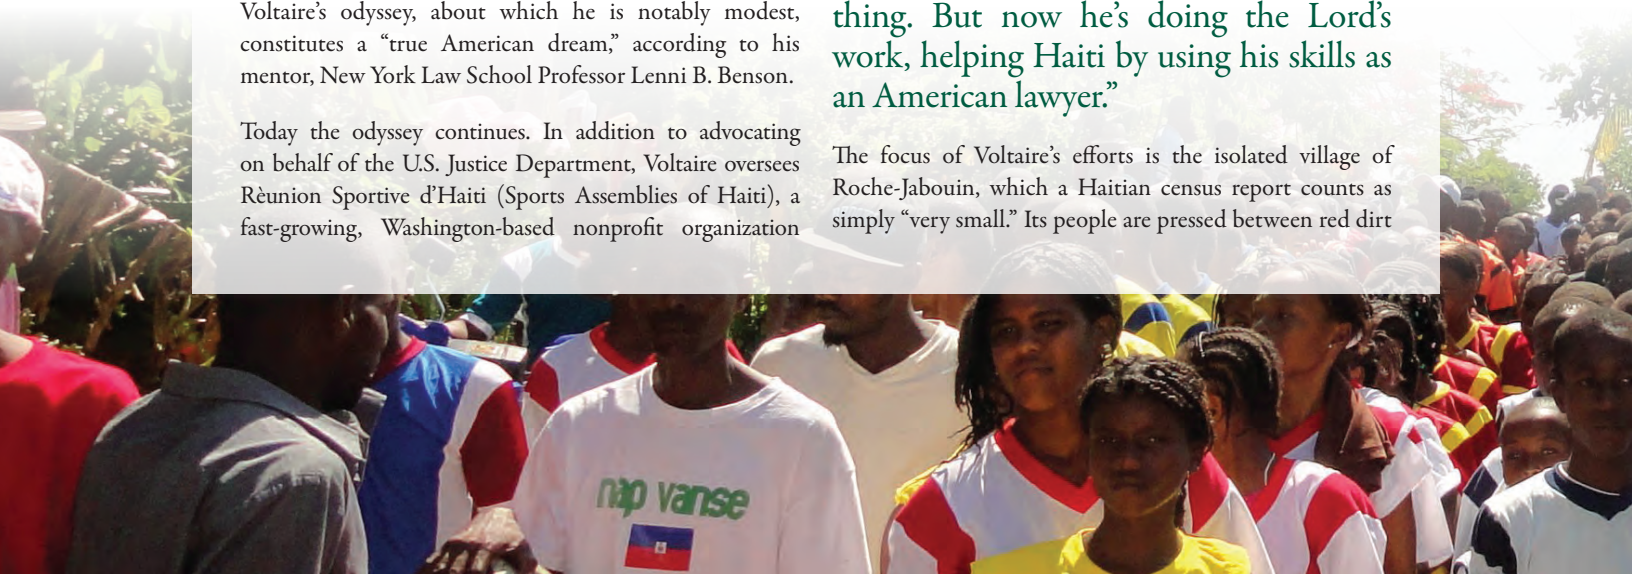 Voltaire’s odyssey, about which he is notably modest,
constitutes a “true American dream,” according to his
mentor, New York Law School Professor Lenni B. Benson.
Today the odyssey continues. In addition to advocating
on behalf of the U.S. Justice Department, Voltaire oversees
Rèunion Sportive d’Haiti (Sports Assemblies of Haiti), a
fast-growing, Washington-based nonprofit organization
thing. But now he’s doing the Lord’s
work, helping Haiti by using his skills as
an American lawyer.”
The focus of Voltaire’s efforts is the isolated village of
Roche-Jabouin, which a Haitian census report counts as
simply “very small.” Its people are pressed between red dirt
nap vanse